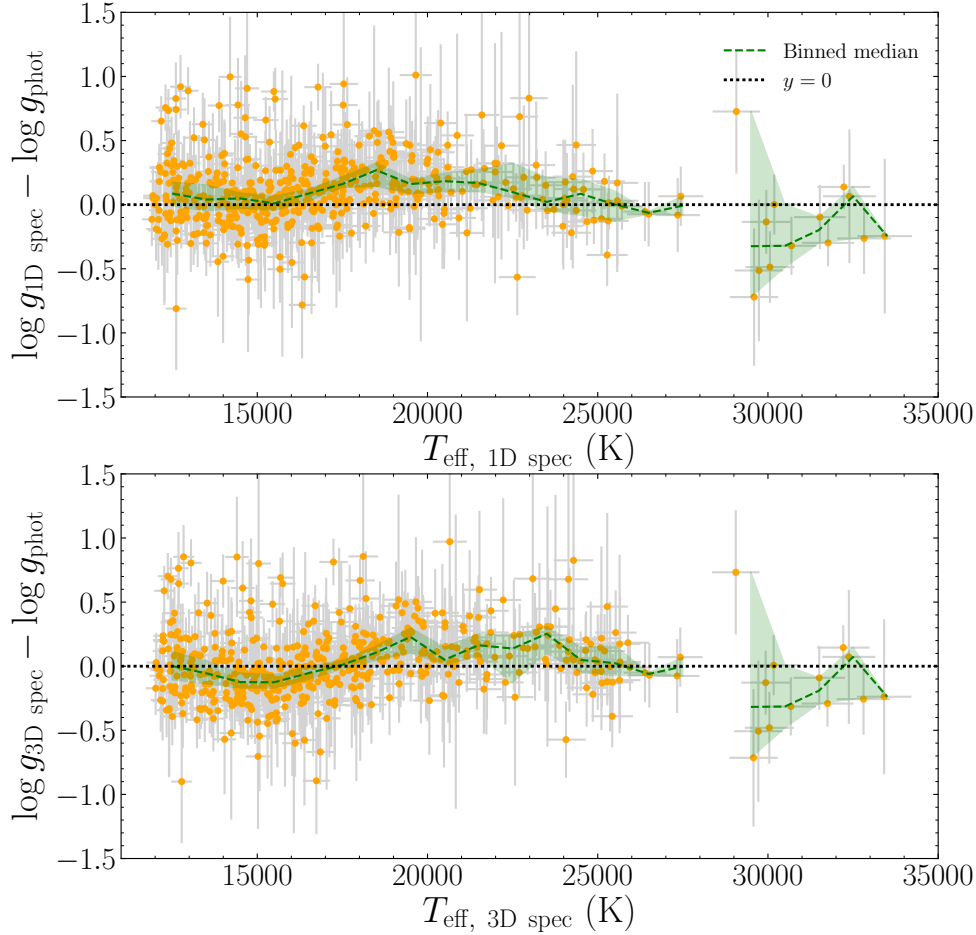 1.5
1.0
0.5
0.0
−0.5
−1.0
−1.5
log g1D spec − log gphot
Binned median
y = 0
15000 20000 25000 30000 35000
Teff, 1D spec (K)
1.5
1.0
0.5
0.0
−0.5
−1.0
−1.5
log g3D spec − log gphot
15000 20000 25000 30000 35000
Teff, 3D spec (K)